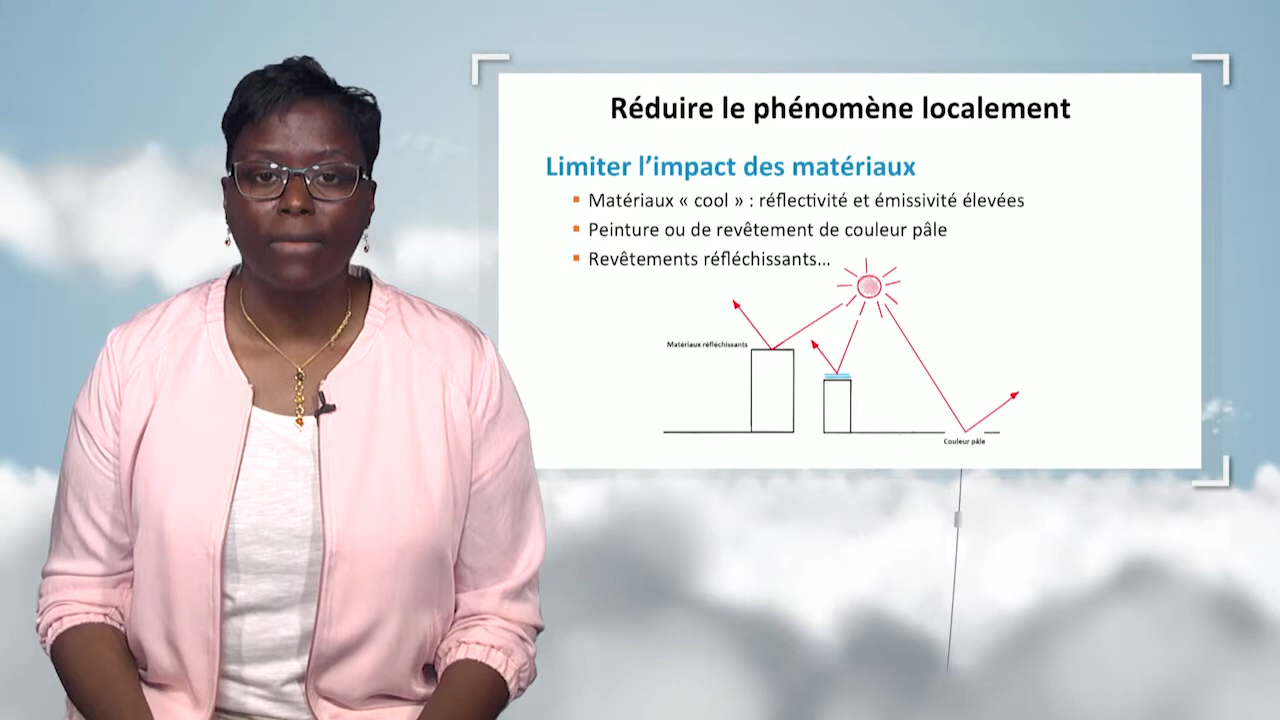 Réduire le phénomène localement
Limiter l’impact des matériaux
Matériaux « cool » : réflectivité et émissivité élevées
Peinture ou de revêtement de couleur pâle
Revêtements réfléchissants…
Matériaux réfléchissants
Couleur pâle